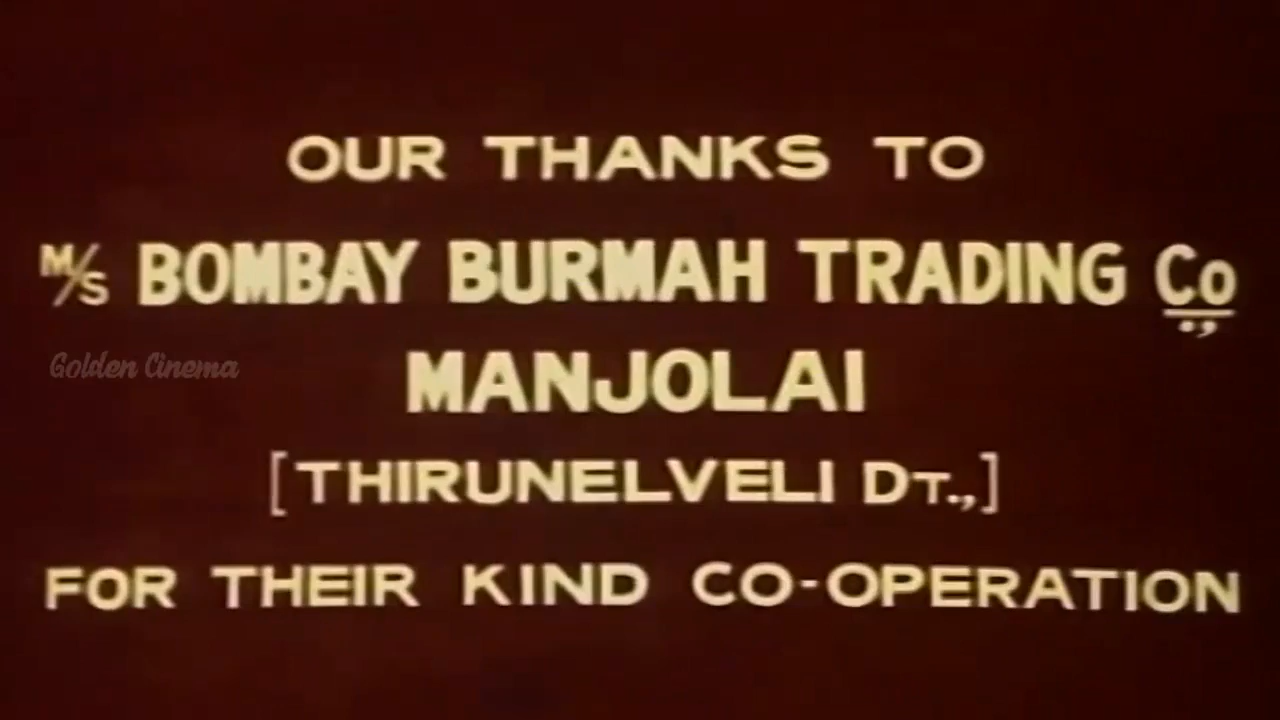 OUR THANKS TO
M/S BOMBAY BURMAH TRADING Co.,
Golden Cinema
MANJOLAI
[THIRUNELVELI DT.,]
FOR THEIR KIND CO-OPERATION